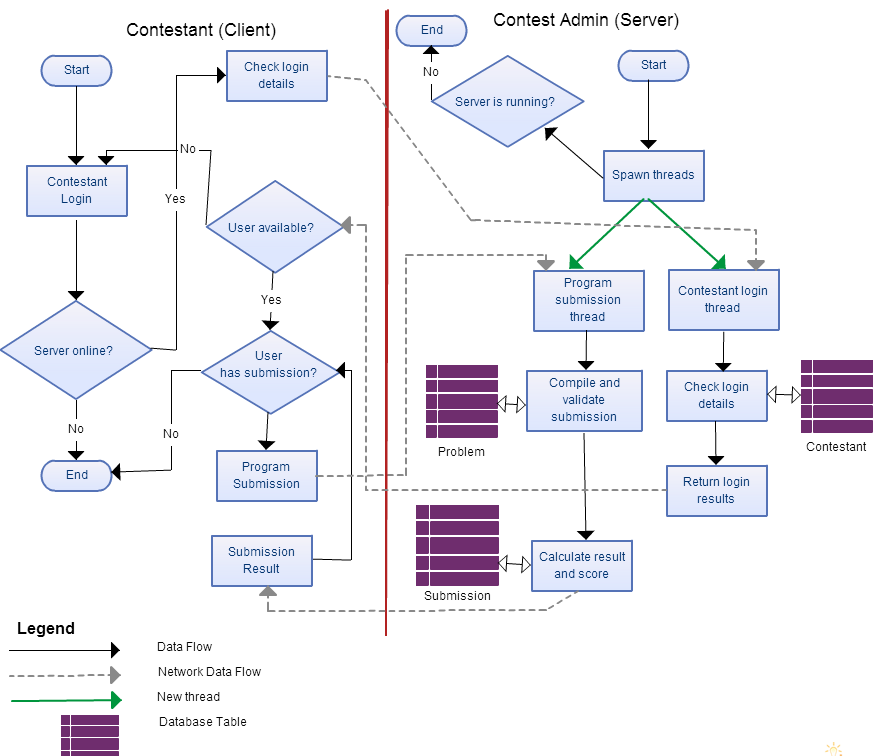 Contestant (Client)
Contest Admin (Server)
Start
Check login
details
End
No
Server is running?
Start
No
Contestant
Login
Yes
User available?
Spawn threads
Yes
Program
submission
thread
Contestant login
thread
Server online?
User
has submission?
Compile and
validate
submission
Check login
details
No
No
Problem
Contestant
End
Program
Submission
Return login
results
Submission
Result
Calculate result
and score
Submission
Legend
Data Flow
Network Data Flow
New thread
Database Table